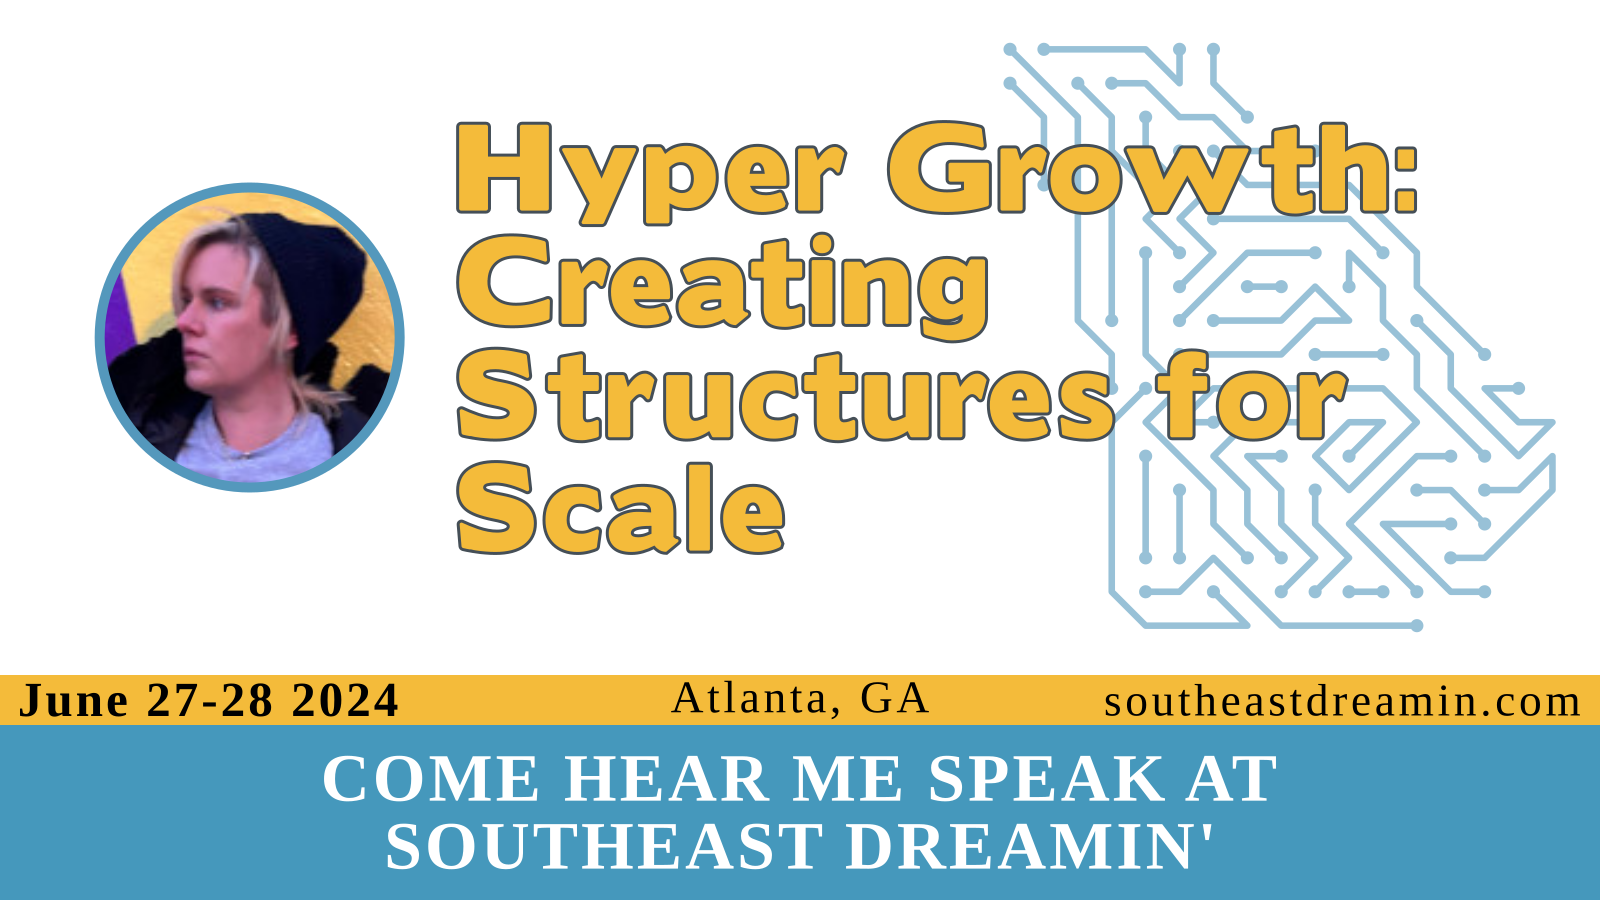 Hyper Growth:
Creating
Structures for
Scale
June 27-28 2024
Atlanta, GA
southeastdreamin.com
COME HEAR ME SPEAK AT
SOUTHEAST DREAMIN'